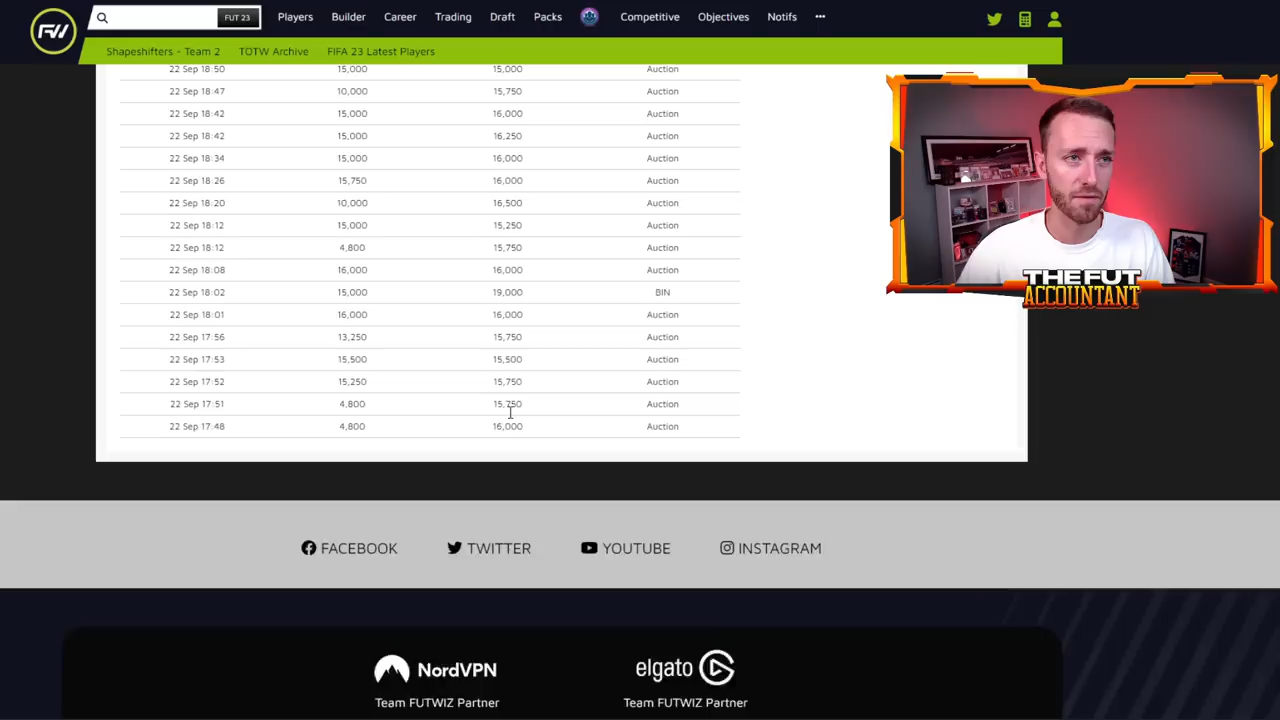 FW
FUT 23
Players
Builder
Career
Trading
Draft
Packs
Competitive
Objectives
Notifs
Shapeshifters - Team 2
TOTW Archive
FIFA 23 Latest Players
22 Sep 18:50 15,000 15,000 Auction
22 Sep 18:47 10,000 15,750 Auction
22 Sep 18:42 15,000 16,000 Auction
22 Sep 18:42 15,000 16,250 Auction
22 Sep 18:34 15,000 16,000 Auction
22 Sep 18:26 15,750 16,000 Auction
22 Sep 18:20 10,000 16,500 Auction
22 Sep 18:12 15,000 15,250 Auction
22 Sep 18:12 4,800 15,750 Auction
22 Sep 18:08 16,000 16,000 Auction
22 Sep 18:02 15,000 19,000 BIN
22 Sep 18:01 16,000 16,000 Auction
22 Sep 17:56 13,250 15,750 Auction
22 Sep 17:53 15,500 15,500 Auction
22 Sep 17:52 15,250 15,750 Auction
22 Sep 17:51 4,800 15,750 Auction
22 Sep 17:48 4,800 16,000 Auction
THE FUT
ACCOUNTANT
FACEBOOK
TWITTER
YOUTUBE
INSTAGRAM
NordVPN
Team FUTWIZ Partner
elgato
Team FUTWIZ Partner